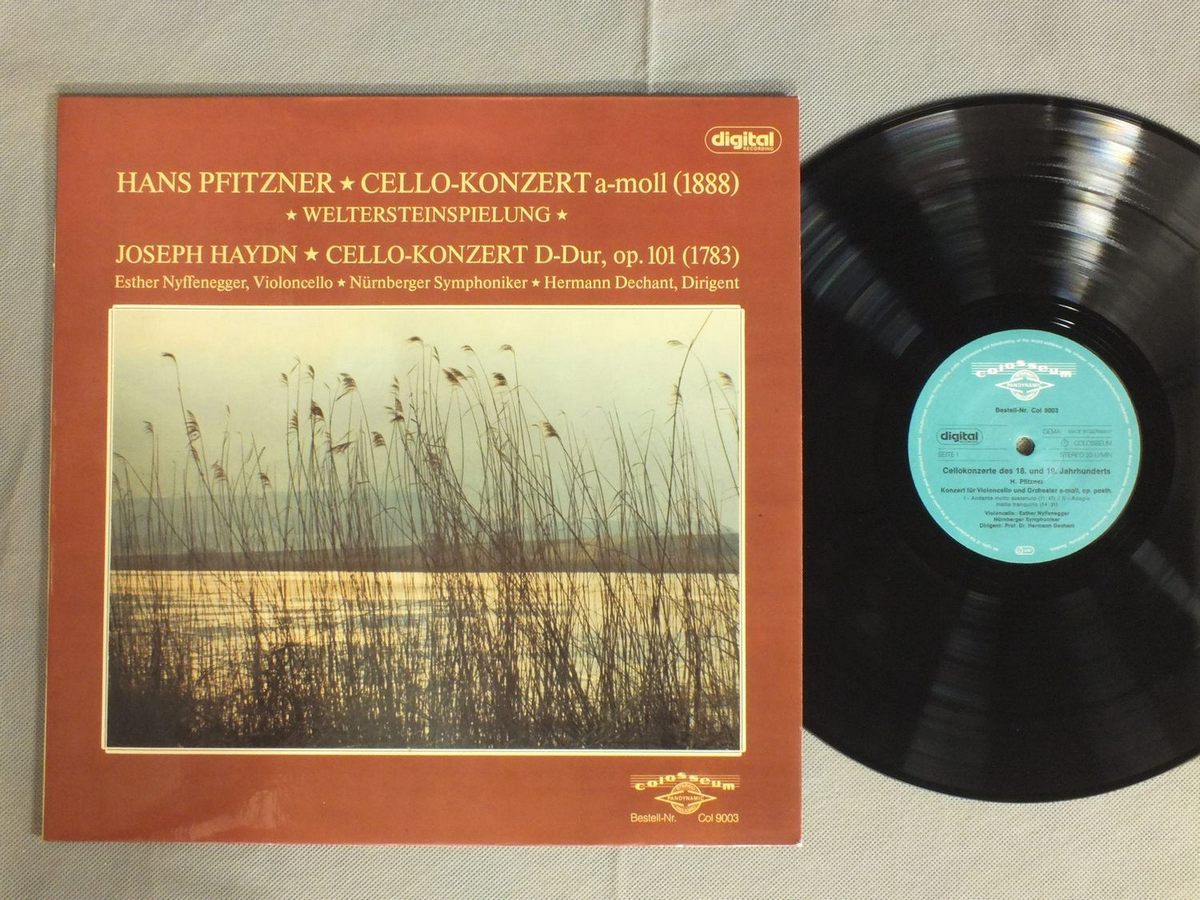 digital
RECORDING
HANS PFITZNER ★ CELLO-KONZERT a-moll (1888)
★ WELTERSTEINSPIELUNG ★
JOSEPH HAYDN ★ CELLO-KONZERT D-Dur, op. 101 (1783)
Esther Nyffenegger, Violoncello ★ Nürnberger Symphoniker ★ Hermann Dechant, Dirigent
colosseum
PANDYNAMIC
Bestell-Nr. Col 9003
colosseum
PANDYNAMIC
Bestell-Nr. Col 9003
digital
GEMA
COLOSSEUM
SEITE 1
STEREO 33 U/MIN
Cellokonzerte des 18. und 19. Jahrhunderts
H. Pfitzner
Konzert für Violoncello und Orchester a-moll, op. posth.
Violoncello: Esther Nyffenegger
Nürnberger Symphoniker
Dirigent: Prof. Dr. Hermann Dechant